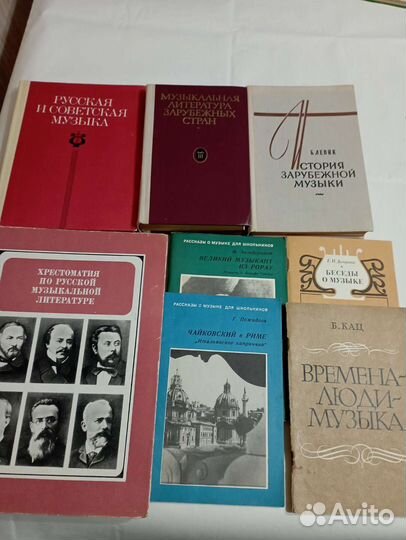 РУССКАЯ
И СОВЕТСКАЯ
МУЗЫКА
МУЗЫКАЛЬНАЯ
ЛИТЕРАТУРА
ЗАРУБЕЖНЫХ
СТРАН
III
Б. ЛЕВИК
ИСТОРИЯ
ЗАРУБЕЖНОЙ
МУЗЫКИ
ХРЕСТОМАТИЯ
ПО РУССКОЙ
МУЗЫКАЛЬНОЙ
ЛИТЕРАТУРЕ
РАССКАЗЫ О МУЗЫКЕ ДЛЯ ШКОЛЬНИКОВ
ВЕЛИКИЙ МУЗЫКАНТ
ИЗ РОРАУ
БЕСЕДЫ
О МУЗЫКЕ
РАССКАЗЫ О МУЗЫКЕ ДЛЯ ШКОЛЬНИКОВ
Г. Пожидаев
ЧАЙКОВСКИЙ в РИМЕ
„Итальянское каприччио"
Б. КАЦ
ВРЕМЕНА-
ЛЮДИ-
МУЗЫКА
Avito